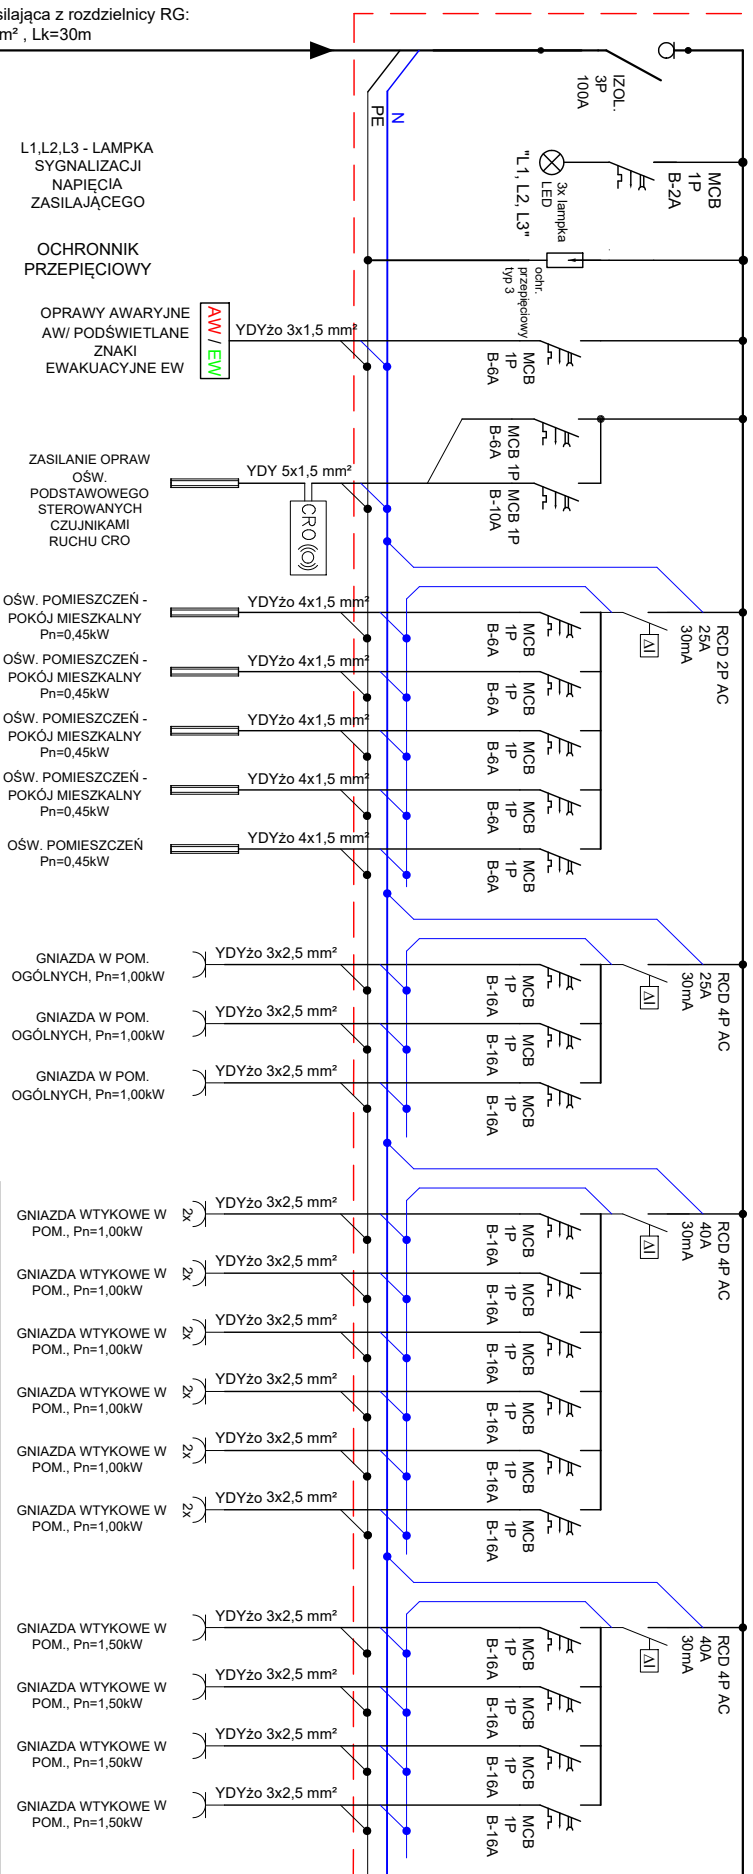 silająca z rozdzielnicy RG:
m² , Lk=30m
IZOL.
3P
100A
PE
N
L1,L2,L3 - LAMPKA
SYGNALIZACJI
NAPIĘCIA
ZASILAJĄCEGO
3x lampka
LED
"L1, L2, L3"
MCB
1P
B-2A
OCHRONNIK
PRZEPIĘCIOWY
ochr.
przepięciowy
typ 3
OPRAWY AWARYJNE
AW/ PODŚWIETLANE
ZNAKI
EWAKUACYJNE EW
AW / EW
YDYżo 3x1,5 mm²
MCB
1P
B-6A
ZASILANIE OPRAW
OŚW.
PODSTAWOWEGO
STEROWANYCH
CZUJNIKAMI
RUCHU CRO
YDY 5x1,5 mm²
CRO
MCB 1P
B-6A
MCB 1P
B-10A
RCD 2P AC
25A
30mA
ΔI
OŚW. POMIESZCZEŃ -
POKÓJ MIESZKALNY
Pn=0,45kW
YDYżo 4x1,5 mm²
MCB
1P
B-6A
OŚW. POMIESZCZEŃ -
POKÓJ MIESZKALNY
Pn=0,45kW
YDYżo 4x1,5 mm²
MCB
1P
B-6A
OŚW. POMIESZCZEŃ -
POKÓJ MIESZKALNY
Pn=0,45kW
YDYżo 4x1,5 mm²
MCB
1P
B-6A
OŚW. POMIESZCZEŃ -
POKÓJ MIESZKALNY
Pn=0,45kW
YDYżo 4x1,5 mm²
MCB
1P
B-6A
OŚW. POMIESZCZEŃ
Pn=0,45kW
YDYżo 4x1,5 mm²
MCB
1P
B-6A
RCD 4P AC
25A
30mA
ΔI
GNIAZDA W POM.
OGÓLNYCH, Pn=1,00kW
YDYżo 3x2,5 mm²
MCB
1P
B-16A
GNIAZDA W POM.
OGÓLNYCH, Pn=1,00kW
YDYżo 3x2,5 mm²
MCB
1P
B-16A
GNIAZDA W POM.
OGÓLNYCH, Pn=1,00kW
YDYżo 3x2,5 mm²
MCB
1P
B-16A
RCD 4P AC
40A
30mA
ΔI
GNIAZDA WTYKOWE W
POM., Pn=1,00kW
2x
YDYżo 3x2,5 mm²
MCB
1P
B-16A
GNIAZDA WTYKOWE W
POM., Pn=1,00kW
2x
YDYżo 3x2,5 mm²
MCB
1P
B-16A
GNIAZDA WTYKOWE W
POM., Pn=1,00kW
2x
YDYżo 3x2,5 mm²
MCB
1P
B-16A
GNIAZDA WTYKOWE W
POM., Pn=1,00kW
2x
YDYżo 3x2,5 mm²
MCB
1P
B-16A
GNIAZDA WTYKOWE W
POM., Pn=1,00kW
2x
YDYżo 3x2,5 mm²
MCB
1P
B-16A
GNIAZDA WTYKOWE W
POM., Pn=1,00kW
2x
YDYżo 3x2,5 mm²
MCB
1P
B-16A
RCD 4P AC
40A
30mA
ΔI
GNIAZDA WTYKOWE W
POM., Pn=1,50kW
YDYżo 3x2,5 mm²
MCB
1P
B-16A
GNIAZDA WTYKOWE W
POM., Pn=1,50kW
YDYżo 3x2,5 mm²
MCB
1P
B-16A
GNIAZDA WTYKOWE W
POM., Pn=1,50kW
YDYżo 3x2,5 mm²
MCB
1P
B-16A
GNIAZDA WTYKOWE W
POM., Pn=1,50kW
YDYżo 3x2,5 mm²
MCB
1P
B-16A